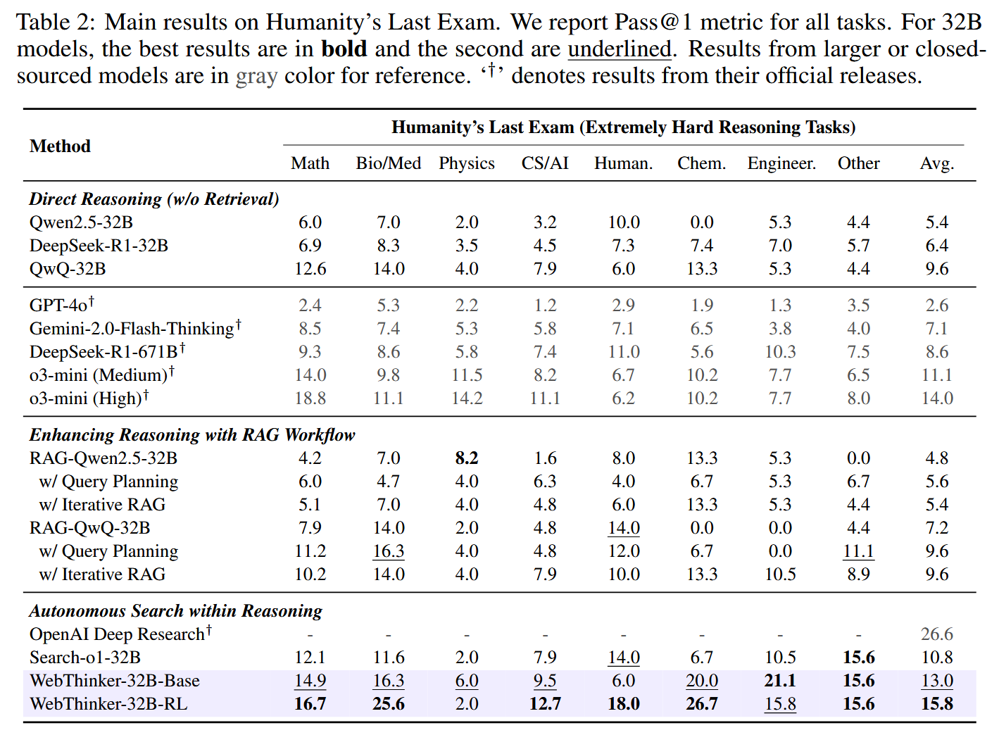 Table 2: Main results on Humanity's Last Exam. We report Pass@1 metric for all tasks. For 32B
models, the best results are in bold and the second are underlined. Results from larger or closed-
sourced models are in gray color for reference. '†' denotes results from their official releases.
Method
Humanity's Last Exam (Extremely Hard Reasoning Tasks)
Math Bio/Med Physics CS/AI Human. Chem. Engineer. Other Avg.
Direct Reasoning (w/o Retrieval)
Qwen2.5-32B 6.0 7.0 2.0 3.2 10.0 0.0 5.3 4.4 5.4
DeepSeek-R1-32B 6.9 8.3 3.5 4.5 7.3 7.4 7.0 5.7 6.4
QwQ-32B 12.6 14.0 4.0 7.9 6.0 13.3 5.3 4.4 9.6
GPT-4o† 2.4 5.3 2.2 1.2 2.9 1.9 1.3 3.5 2.6
Gemini-2.0-Flash-Thinking† 8.5 7.4 5.3 5.8 7.1 6.5 3.8 4.0 7.1
DeepSeek-R1-671B† 9.3 8.6 5.8 7.4 11.0 5.6 10.3 7.5 8.6
o3-mini (Medium)† 14.0 9.8 11.5 8.2 6.7 10.2 7.7 6.5 11.1
o3-mini (High)† 18.8 11.1 14.2 11.1 6.2 10.2 7.7 8.0 14.0
Enhancing Reasoning with RAG Workflow
RAG-Qwen2.5-32B 4.2 7.0 8.2 1.6 8.0 13.3 5.3 0.0 4.8
w/ Query Planning 6.0 4.7 4.0 6.3 4.0 6.7 5.3 6.7 5.6
w/ Iterative RAG 5.1 7.0 4.0 4.8 6.0 13.3 5.3 4.4 5.4
RAG-QwQ-32B 7.9 14.0 2.0 4.8 14.0 0.0 0.0 4.4 7.2
w/ Query Planning 11.2 16.3 4.0 4.8 12.0 6.7 0.0 11.1 9.6
w/ Iterative RAG 10.2 14.0 4.0 7.9 10.0 13.3 10.5 8.9 9.6
Autonomous Search within Reasoning
OpenAI Deep Research† - - - - - - - - 26.6
Search-o1-32B 12.1 11.6 2.0 7.9 14.0 6.7 10.5 15.6 10.8
WebThinker-32B-Base 14.9 16.3 6.0 9.5 6.0 20.0 21.1 15.6 13.0
WebThinker-32B-RL 16.7 25.6 2.0 12.7 18.0 26.7 15.8 15.6 15.8